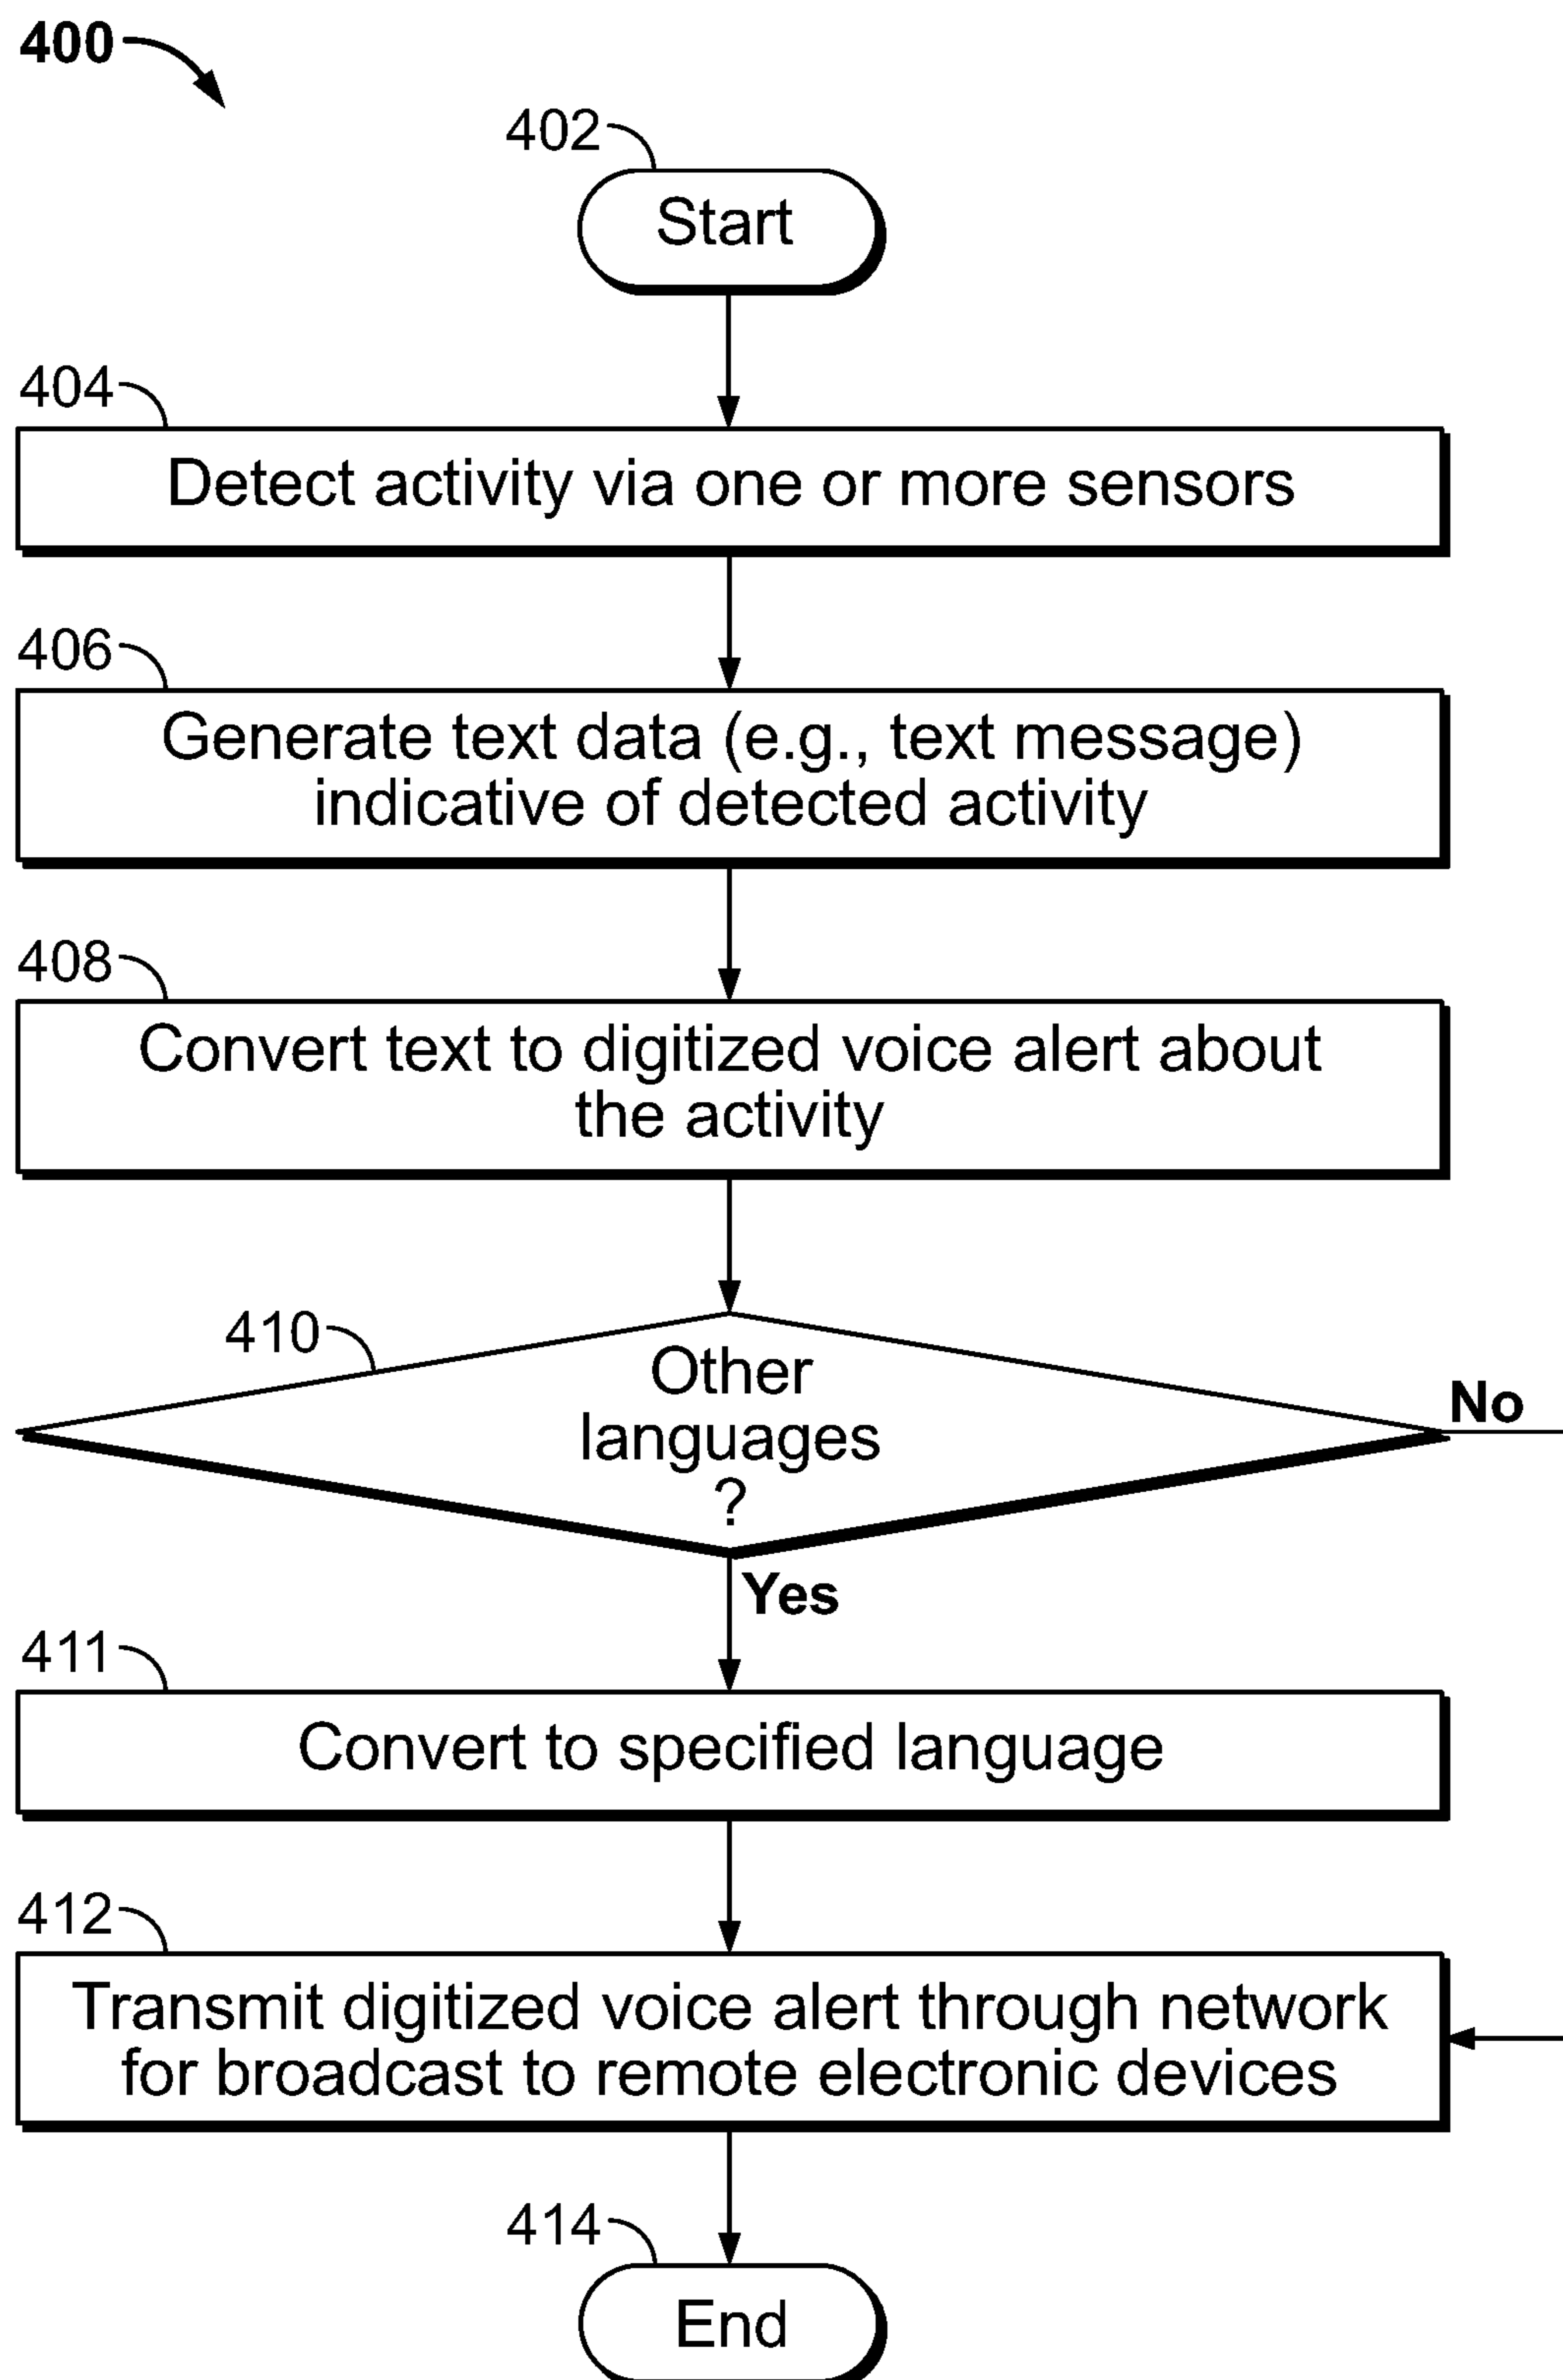 400
402
Start
404
Detect activity via one or more sensors
406
Generate text data (e.g., text message)
indicative of detected activity
408
Convert text to digitized voice alert about
the activity
410
Other
languages
?
No
Yes
411
Convert to specified language
412
Transmit digitized voice alert through network
for broadcast to remote electronic devices
414
End